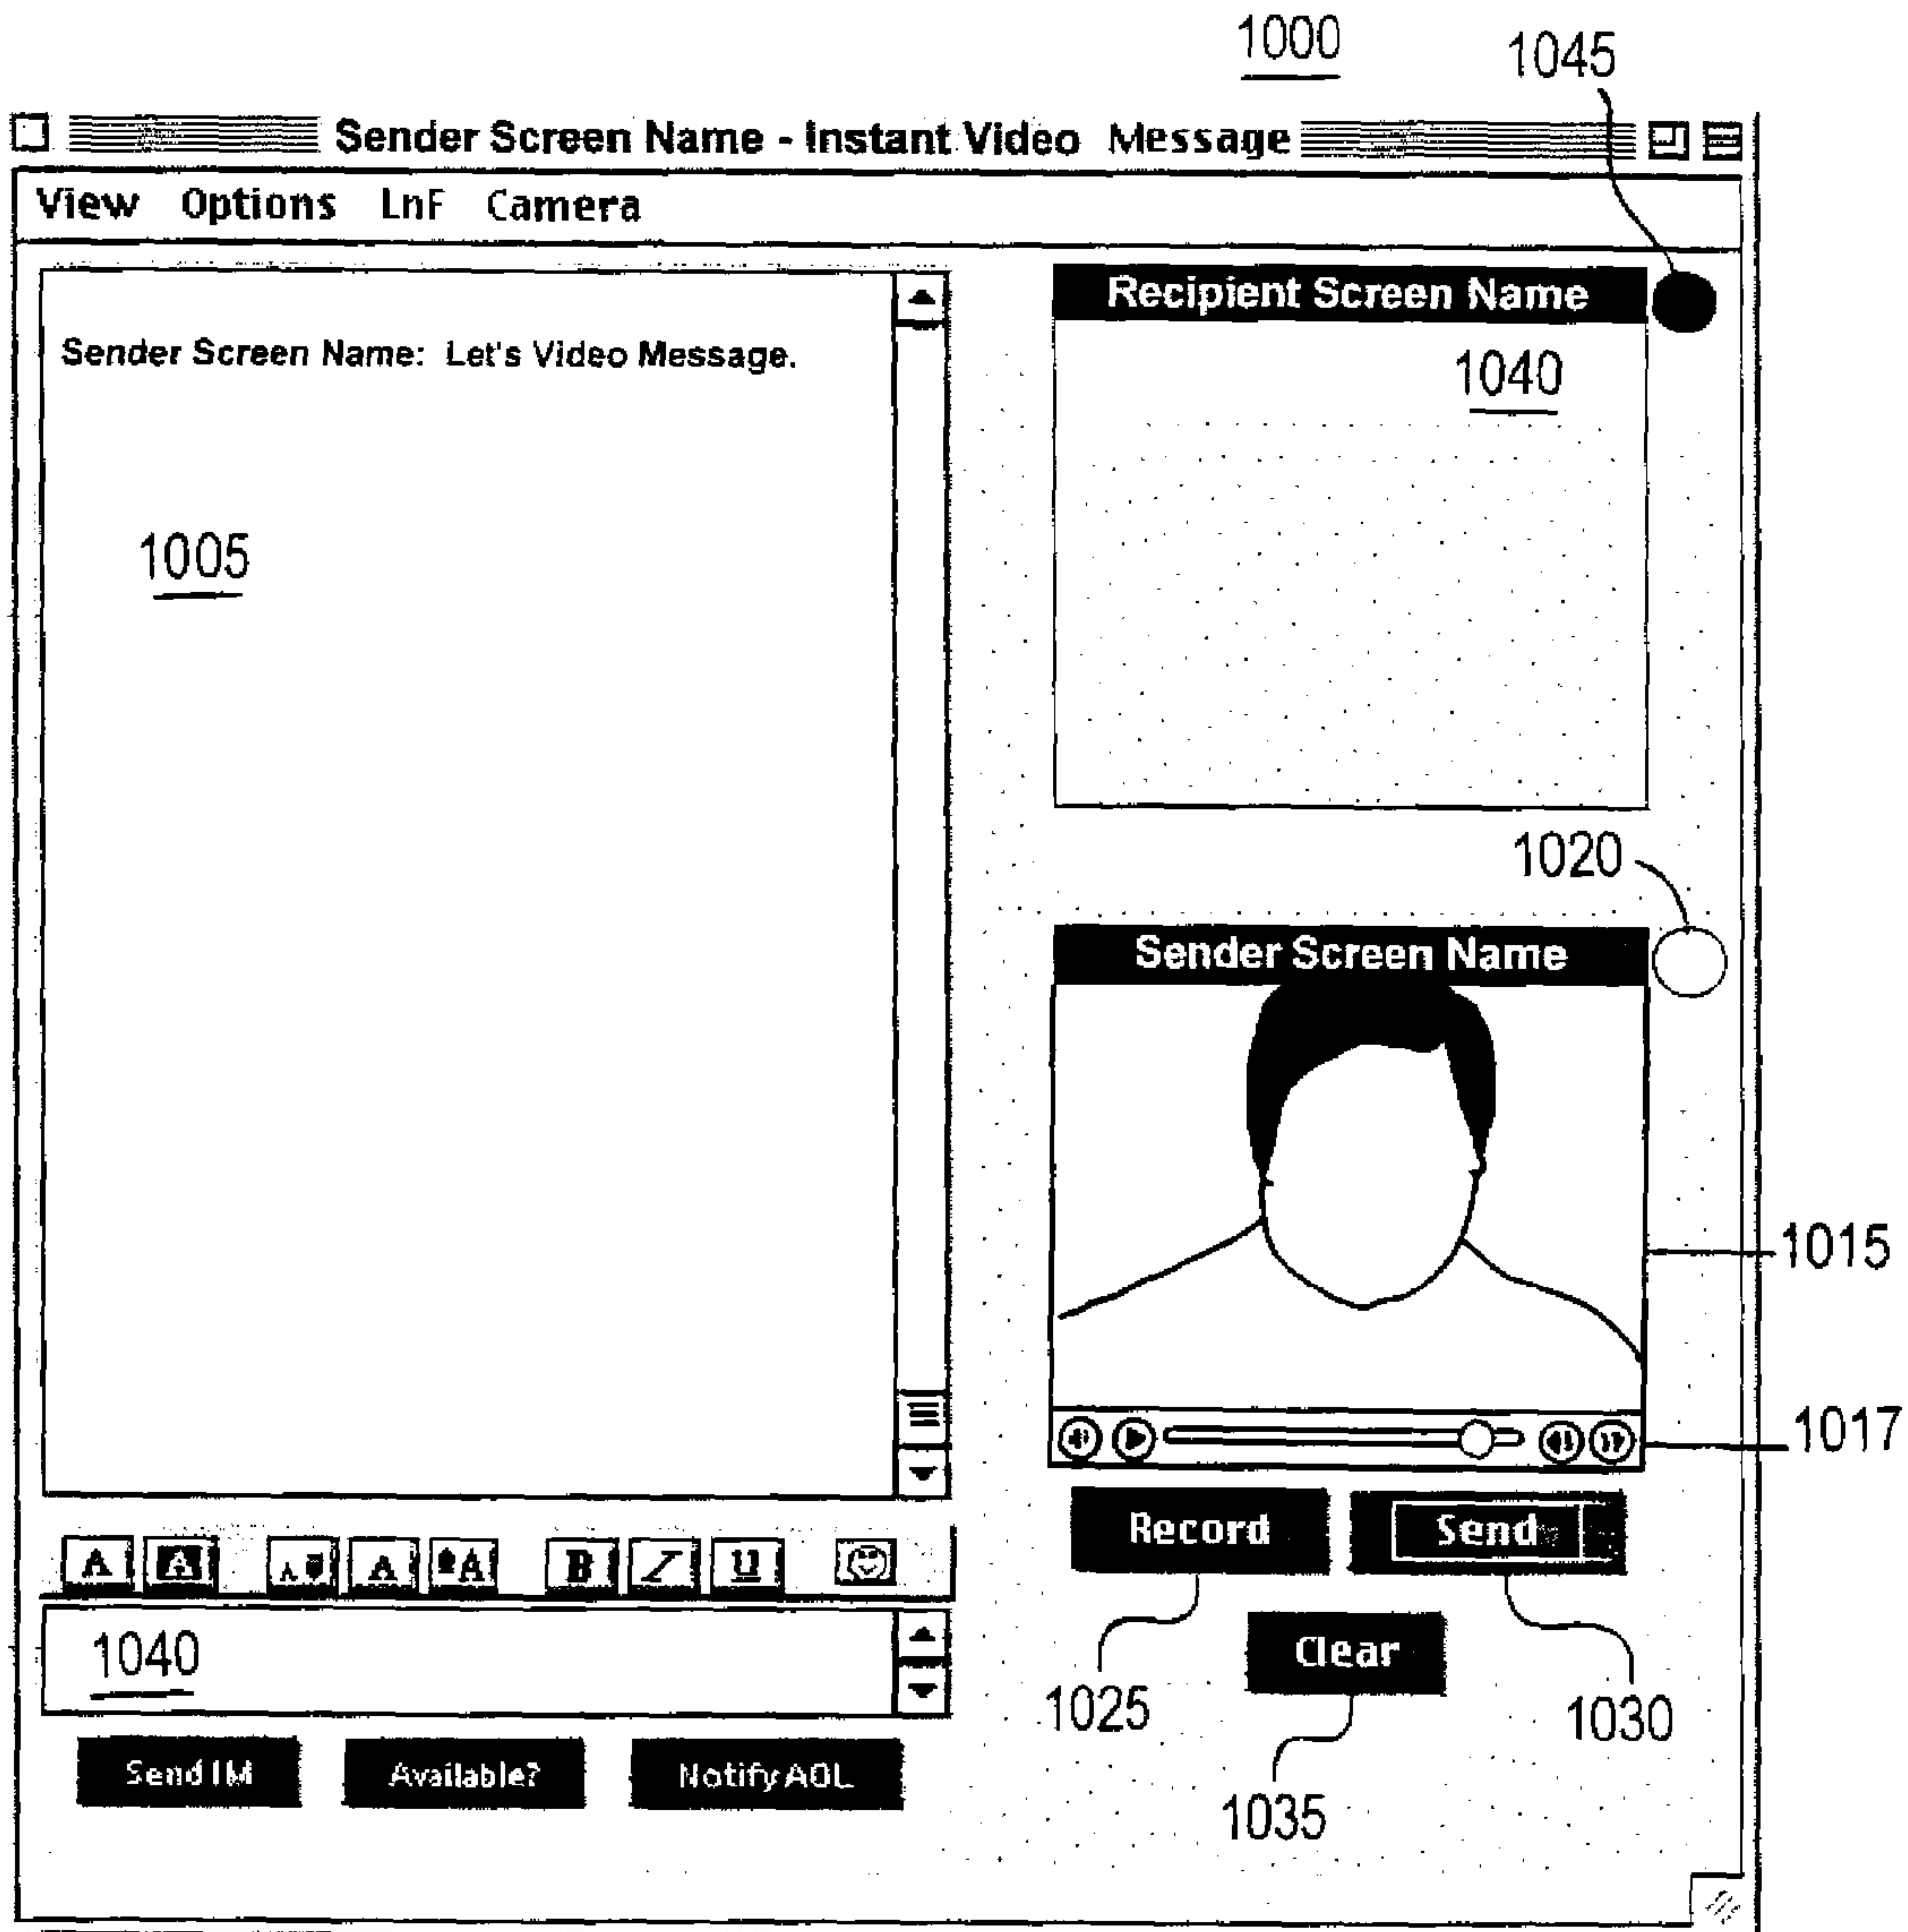 1000
1045
Sender Screen Name - Instant Video Message
View Options LnF Camera
Recipient Screen Name
1040
Sender Screen Name: Let's Video Message.
1005
1020
Sender Screen Name
1015
1017
Record Send
A A A A A B I U
1040
Clear
1025
1030
Send IM Available? Notify AOL
1035